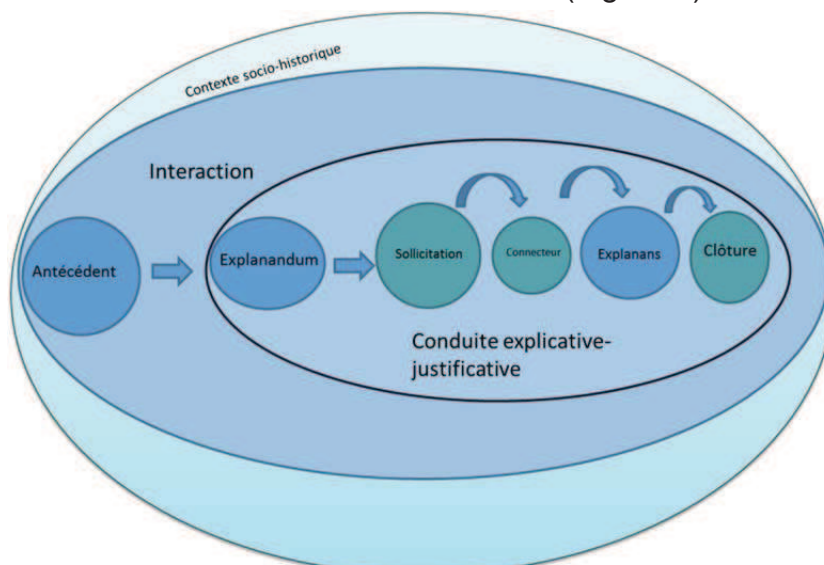 Contexte socio-historique
Interaction
Antécédent
Explanandum
Sollicitation
Connecteur
Explanans
Clôture
Conduite explicative-
justificative